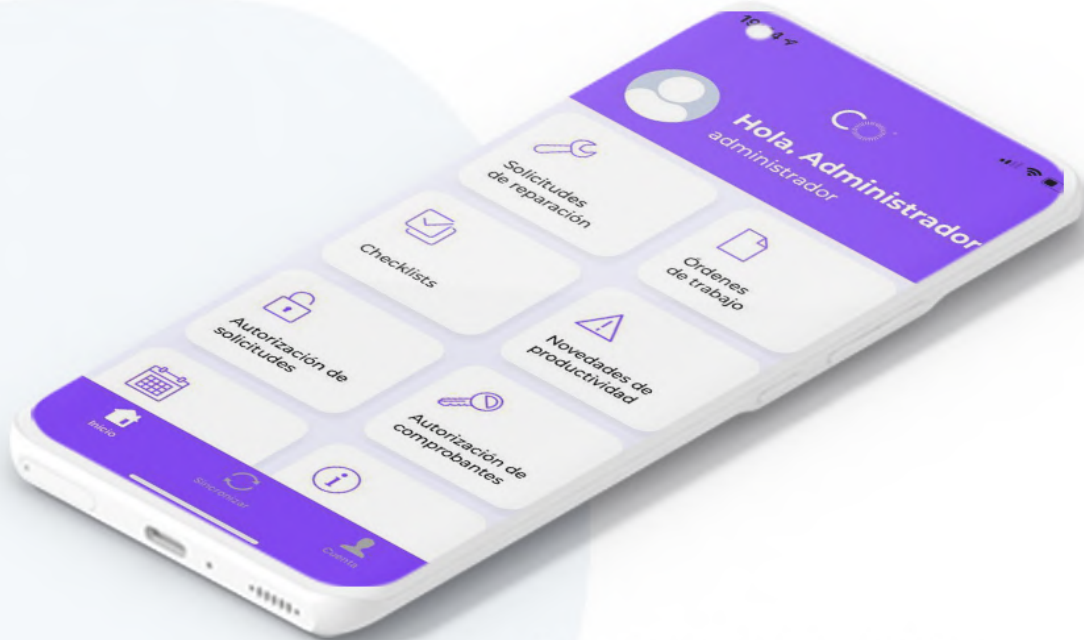 CO
Hola, Administrador
administrador
Solicitudes
de reparación
Órdenes
de trabajo
Checklists
Novedades de
productividad
Autorización de
solicitudes
Autorización de
comprobantes
Inicio
Sincronizar
Cuenta